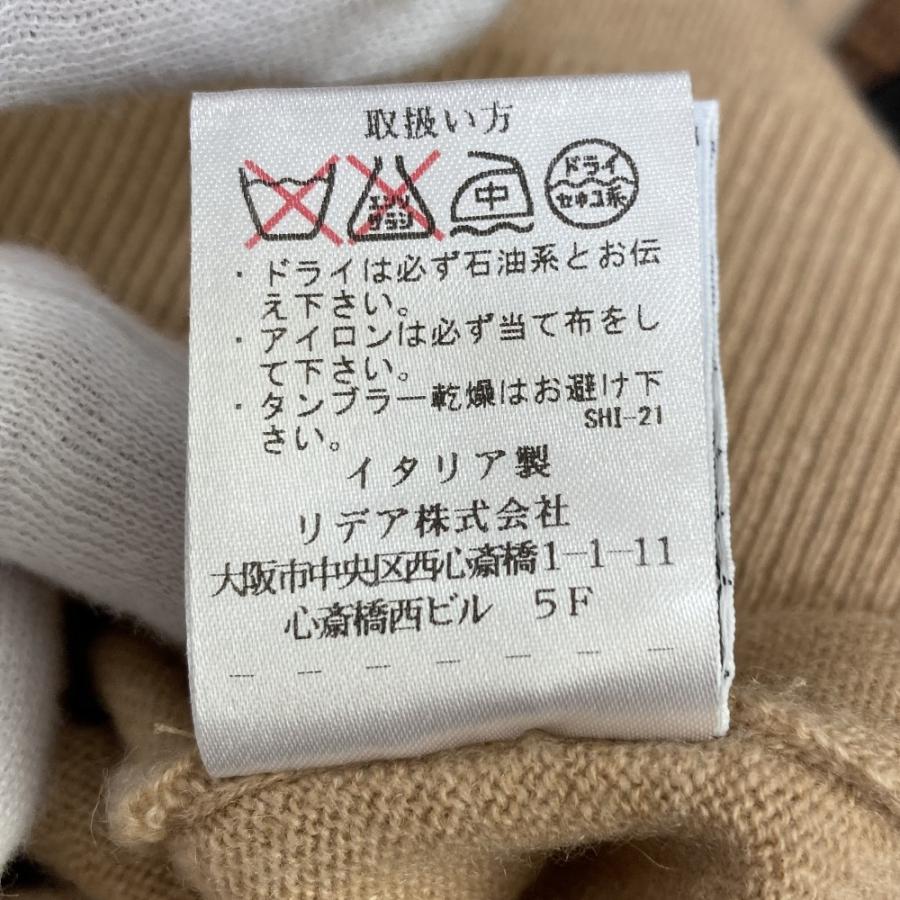 取扱い方
エンソ
サラシ
中
ドライ
セキユ系
・ドライは必ず石油系とお伝
え下さい。
・アイロンは必ず当て布をし
て下さい。
・タンブラー乾燥はお避け下
さい。
SHI-21
イタリア製
リデア株式会社
大阪市中央区西心斎橋1-1-11
心斎橋西ビル 5F